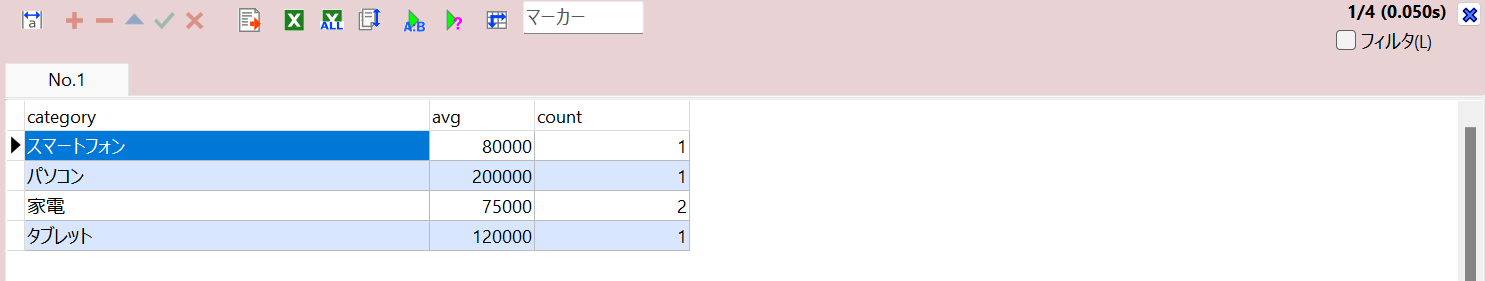 a
ALL
A:B
?
マーカー
1/4 (0.050s)
フィルタ(L)
No.1
category avg count
スマートフォン 80000 1
パソコン 200000 1
家電 75000 2
タブレット 120000 1